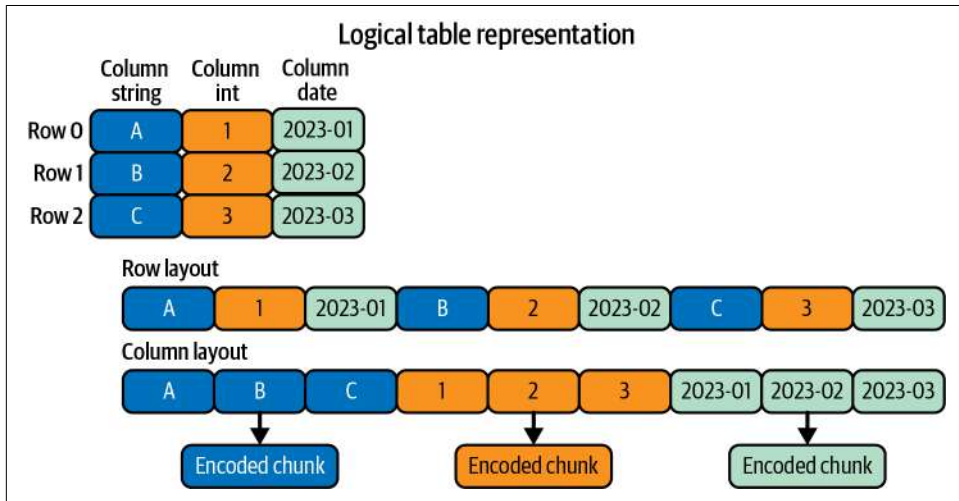 Logical table representation
Column string Column int Column date
Row 0 A 1 2023-01
Row 1 B 2 2023-02
Row 2 C 3 2023-03
Row layout
A 1 2023-01 B 2 2023-02 C 3 2023-03
Column layout
A B C 1 2 3 2023-01 2023-02 2023-03
Encoded chunk Encoded chunk Encoded chunk